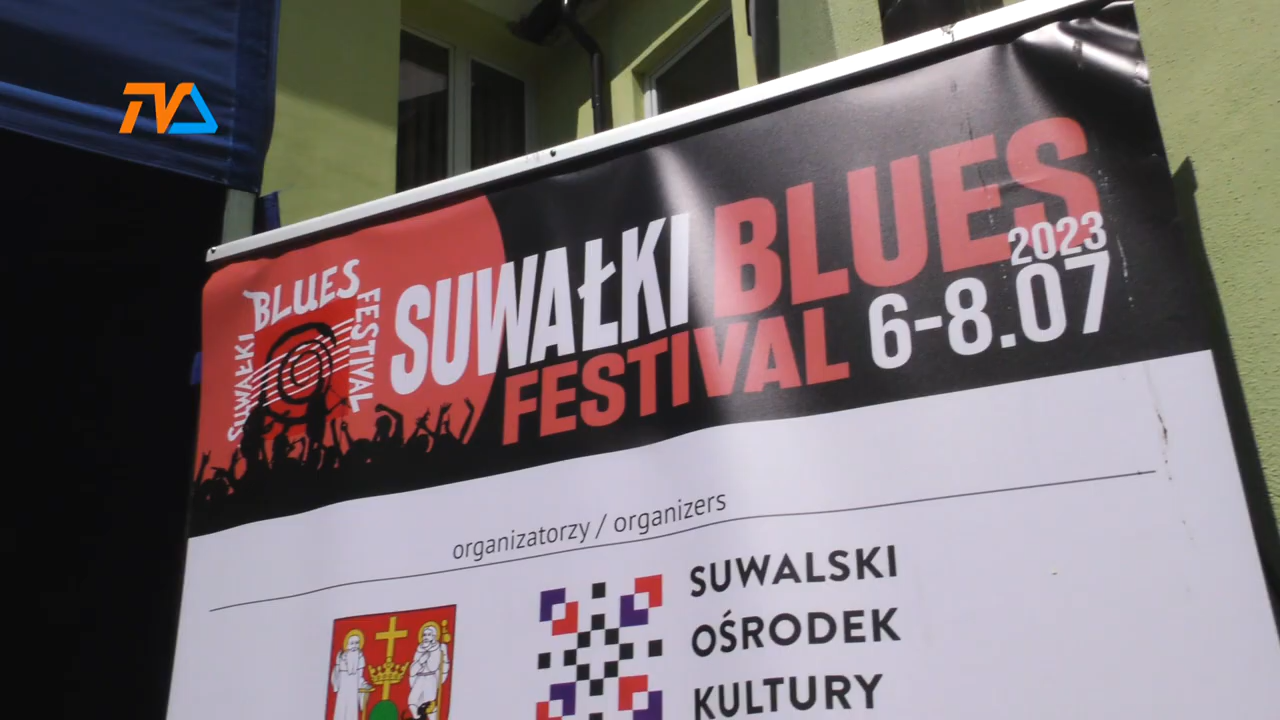 TVS
BLUES
SUWAŁKI
FESTIVAL
SUWAŁKI BLUES
FESTIVAL
2023
6-8.07
organizatorzy / organizers
SUWALSKI
OŚRODEK
KULTURY